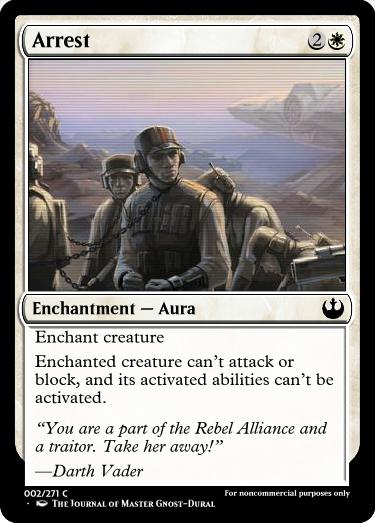 Arrest 2
Enchantment — Aura
Enchant creature
Enchanted creature can't attack or
block, and its activated abilities can't be
activated.
“You are a part of the Rebel Alliance and
a traitor. Take her away!”
—Darth Vader
002/271 C
For noncommercial purposes only
· The Journal of Master Gnost-Dural